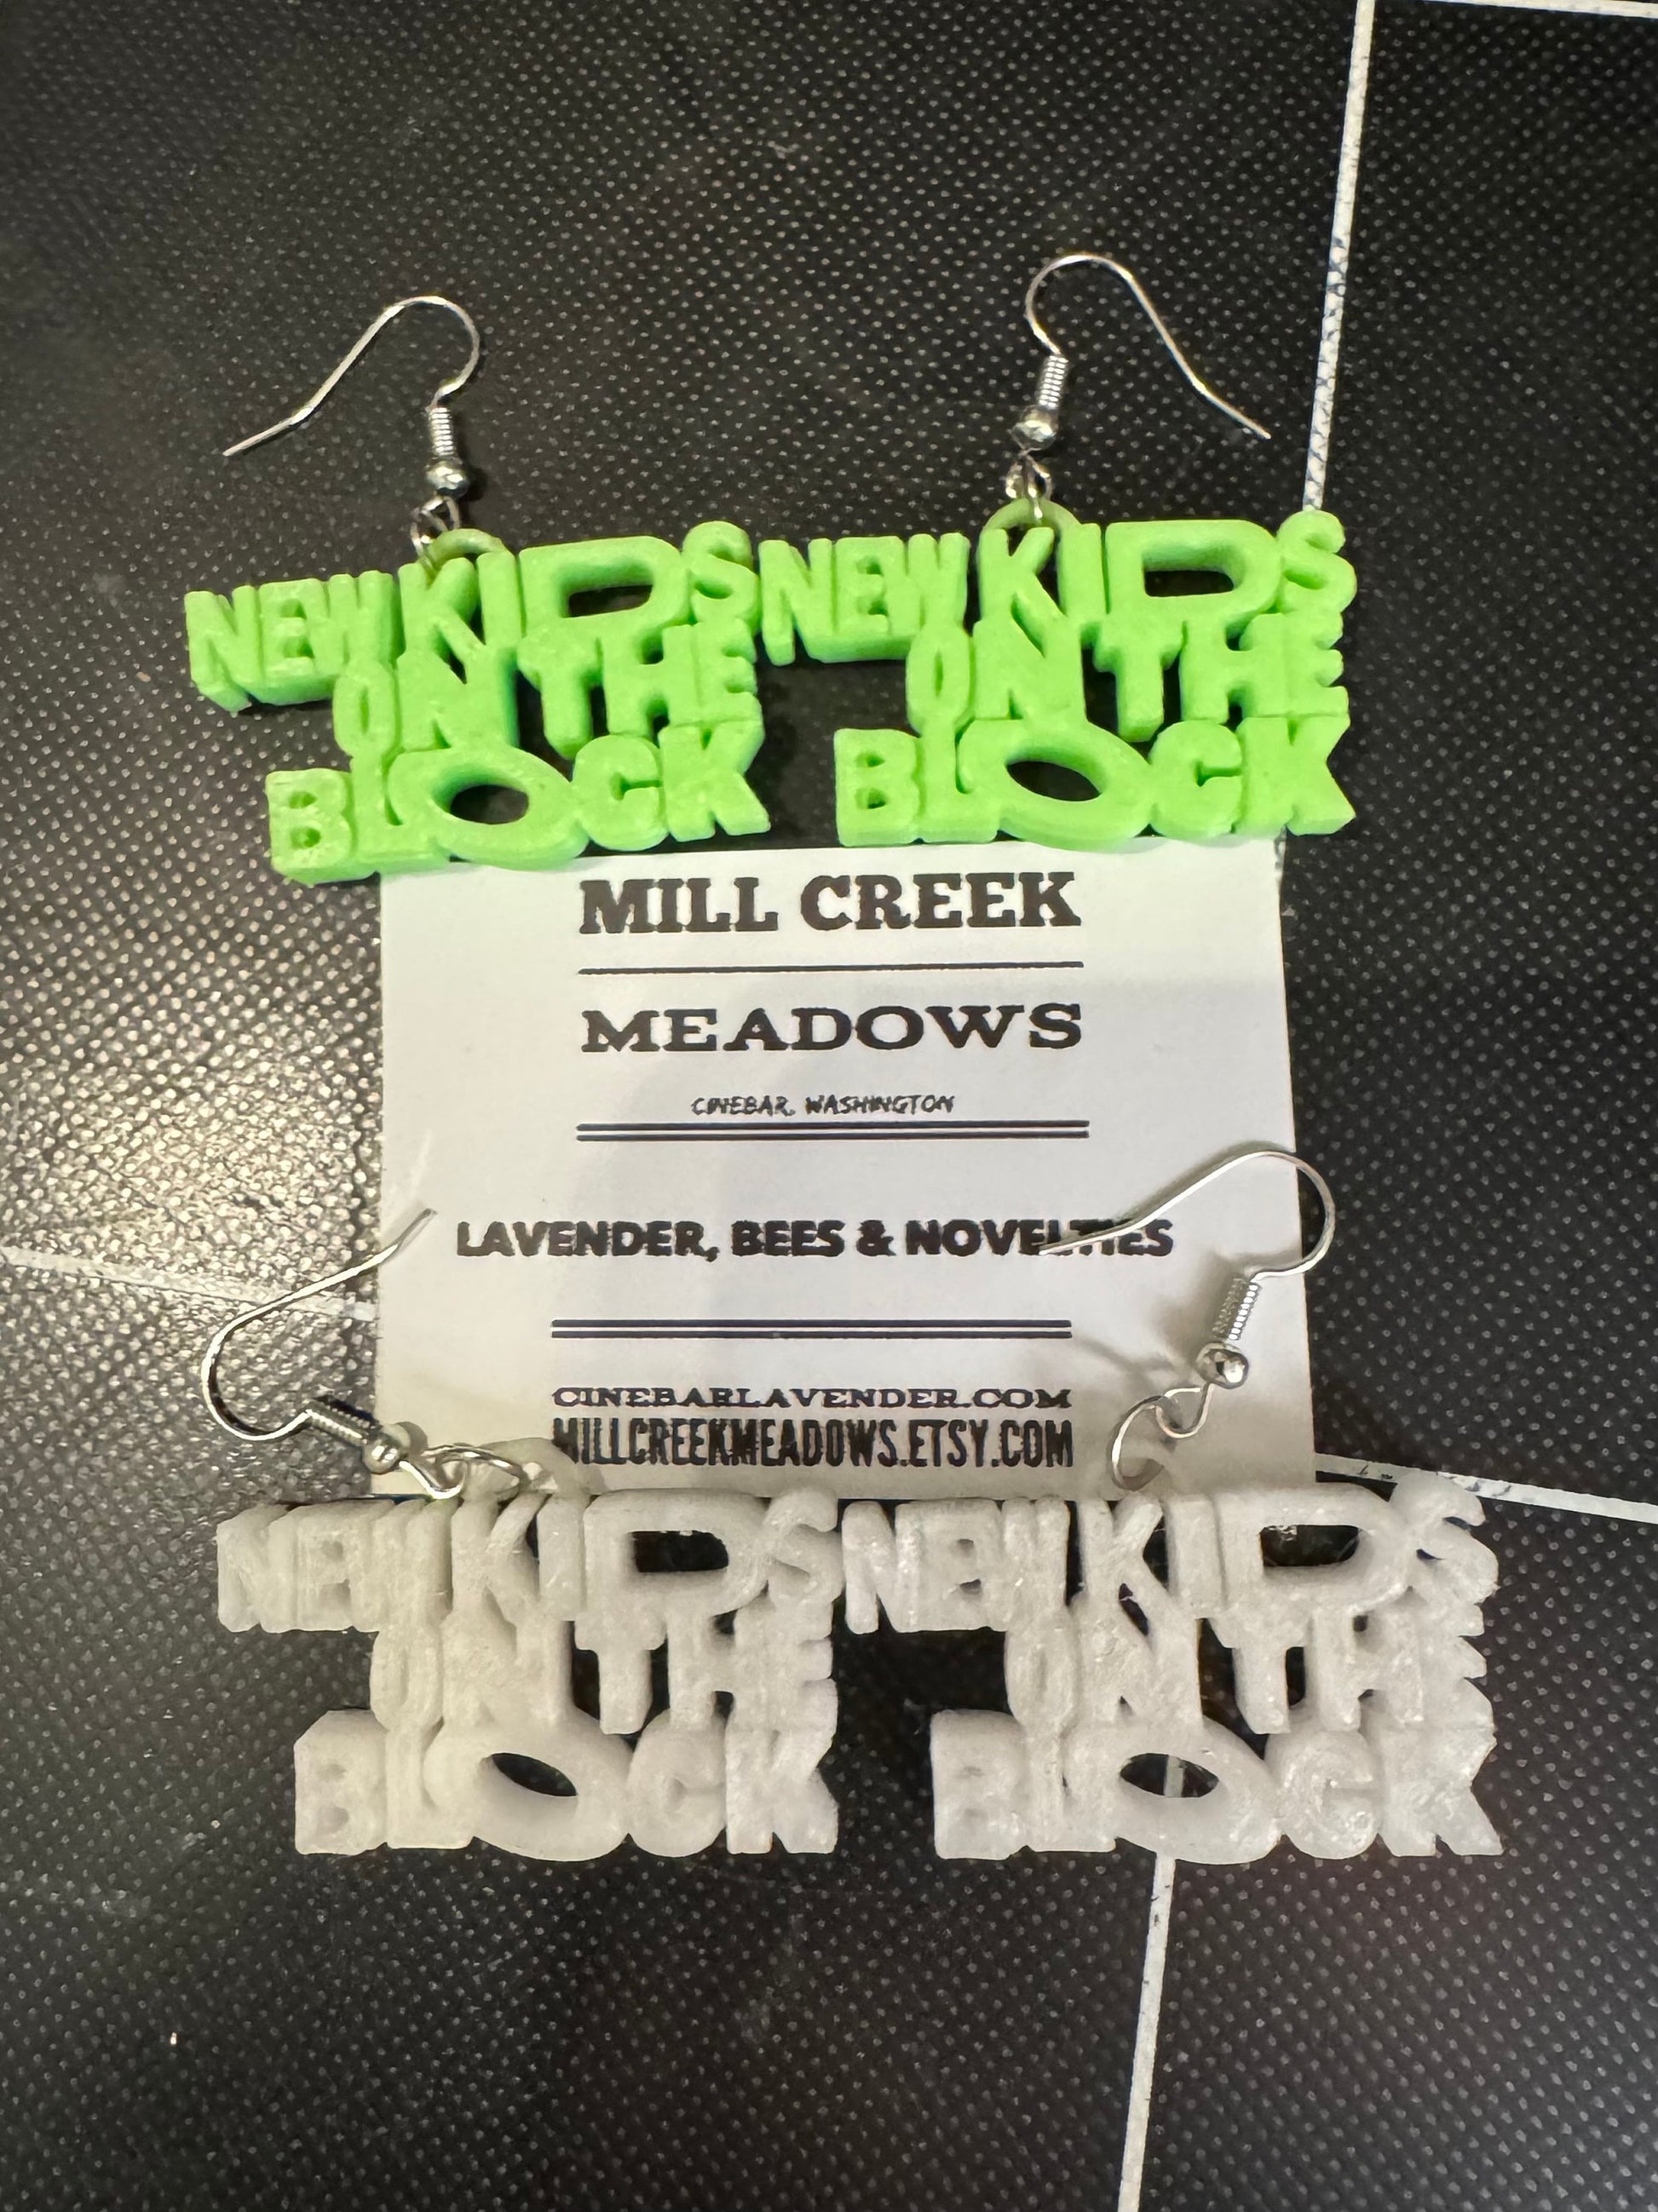 NEW KIDS
ON THE
BLOCK
NEW KIDS
ON THE
BLOCK
MILL CREEK
MEADOWS
CINEBAR, WASHINGTON
LAVENDER, BEES & NOVELTIES
CINEBARLAVENDER.COM
MILLCREEKMEADOWS.ETSY.COM
NEW KIDS
ON THE
BLOCK
NEW KIDS
ON THE
BLOCK